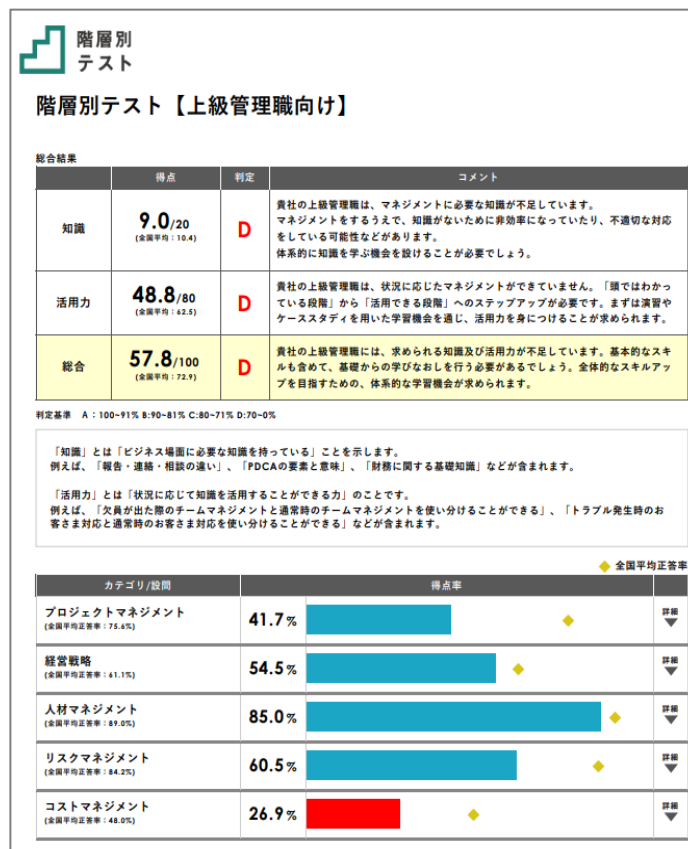 階層別
テスト
階層別テスト【上級管理職向け】
総合結果
得点 判定 コメント
知識 9.0/20 (全国平均：10.4) D
貴社の上級管理職は、マネジメントに必要な知識が不足しています。
マネジメントをするうえで、知識がないために非効率になっていたり、不適切な対応
をしている可能性などがあります。
体系的に知識を学ぶ機会を設けることが必要でしょう。
活用力 48.8/80 (全国平均：62.5) D
貴社の上級管理職は、状況に応じたマネジメントができていません。「頭ではわかっ
ている段階」から「活用できる段階」へのステップアップが必要です。まずは演習や
ケーススタディを用いた学習機会を通じ、活用力を身につけることが求められます。
総合 57.8/100 (全国平均：72.9) D
貴社の上級管理職には、求められる知識及び活用力が不足しています。基本的なスキ
ルも含めて、基礎からの学びなおしを行う必要があるでしょう。全体的なスキルアッ
プを目指すための、体系的な学習機会が求められます。
判定基準 A：100~91% B:90~81% C:80~71% D:70~0%
「知識」とは「ビジネス場面に必要な知識を持っている」ことを示します。
例えば、「報告・連絡・相談の違い」、「PDCAの要素と意味」、「財務に関する基礎知識」などが含まれます。
「活用力」とは「状況に応じて知識を活用することができる力」のことです。
例えば、「欠員が出た際のチームマネジメントと通常時のチームマネジメントを使い分けることができる」、「トラブル発生時のお
客さま対応と通常時のお客さま対応を使い分けることができる」などが含まれます。
全国平均正答率
カテゴリ/設問 得点率
プロジェクトマネジメント 41.7% 詳細
(全国平均正答率：75.6%)
経営戦略 54.5% 詳細
(全国平均正答率：61.1%)
人材マネジメント 85.0% 詳細
(全国平均正答率：89.0%)
リスクマネジメント 60.5% 詳細
(全国平均正答率：84.2%)
コストマネジメント 26.9% 詳細
(全国平均正答率：48.0%)